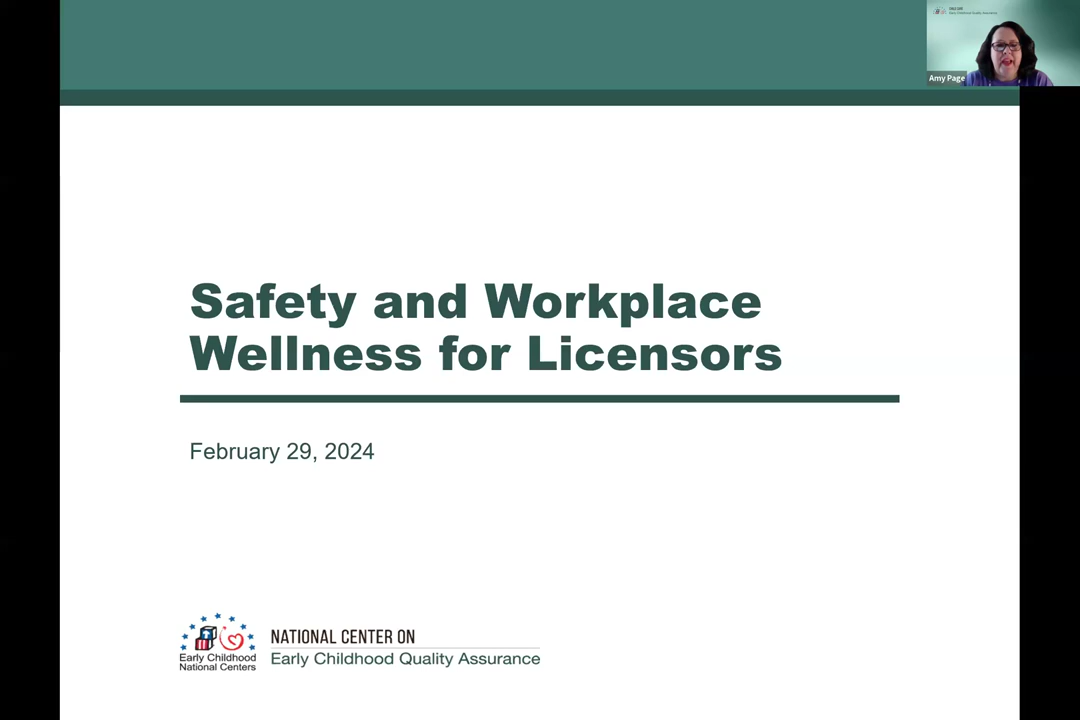 Amy Page
Safety and Workplace
Wellness for Licensors
February 29, 2024
Early Childhood
National Centers
NATIONAL CENTER ON
Early Childhood Quality Assurance